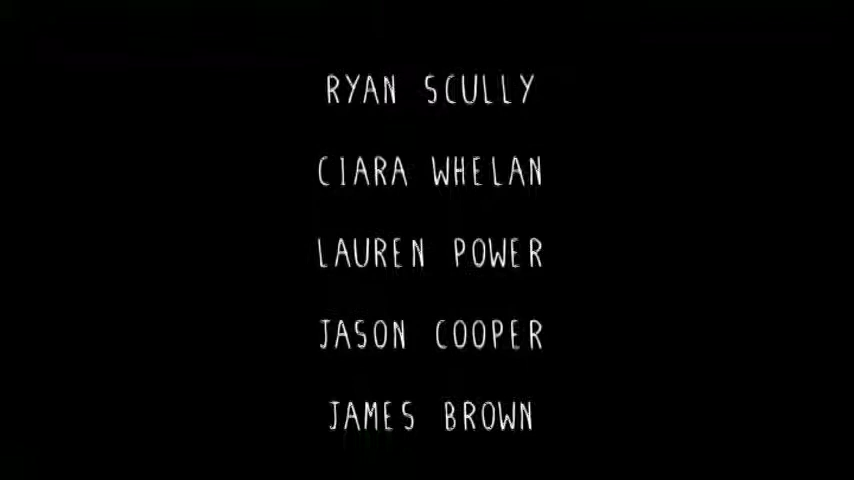 RYAN SCULLY
CIARA WHELAN
LAUREN POWER
JASON COOPER
JAMES BROWN